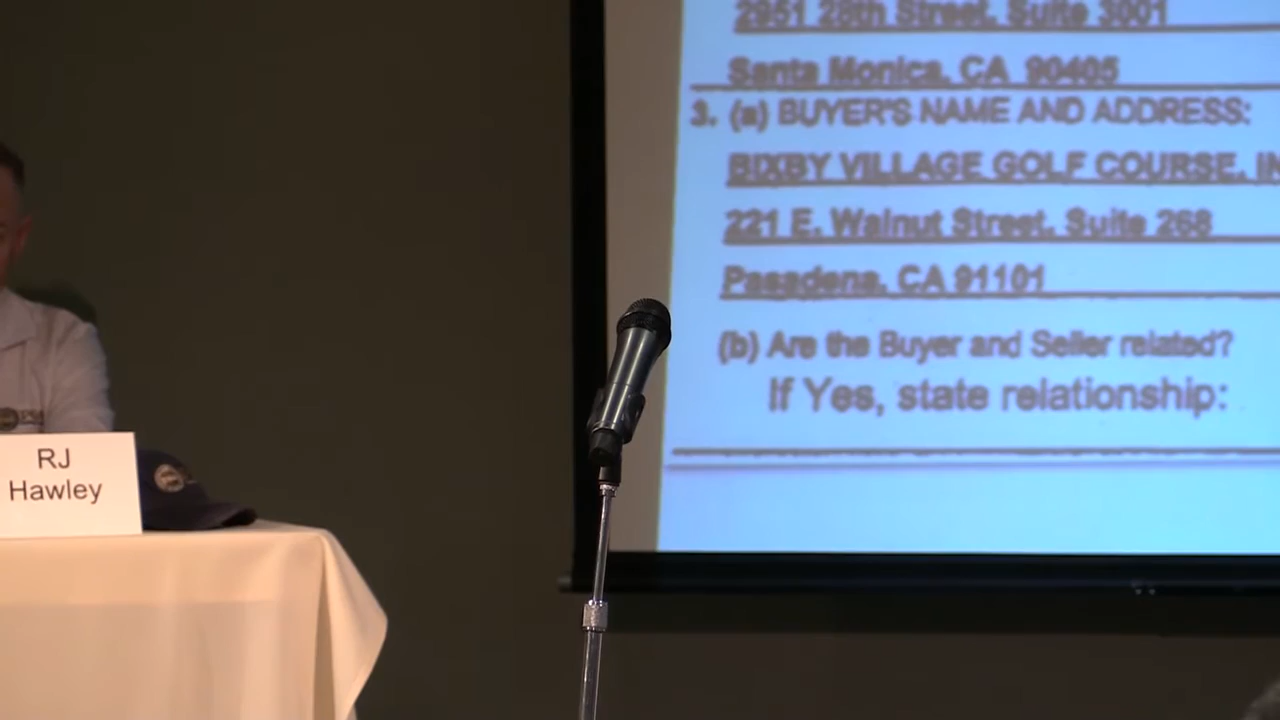 2951 28th Street, Suite 3001
Santa Monica, CA 90405
3. (a) BUYER'S NAME AND ADDRESS:
BIXBY VILLAGE GOLF COURSE, IN
221 E. Walnut Street, Suite 268
Pasadena, CA 91101
(b) Are the Buyer and Seller related?
If Yes, state relationship:
RJ
Hawley